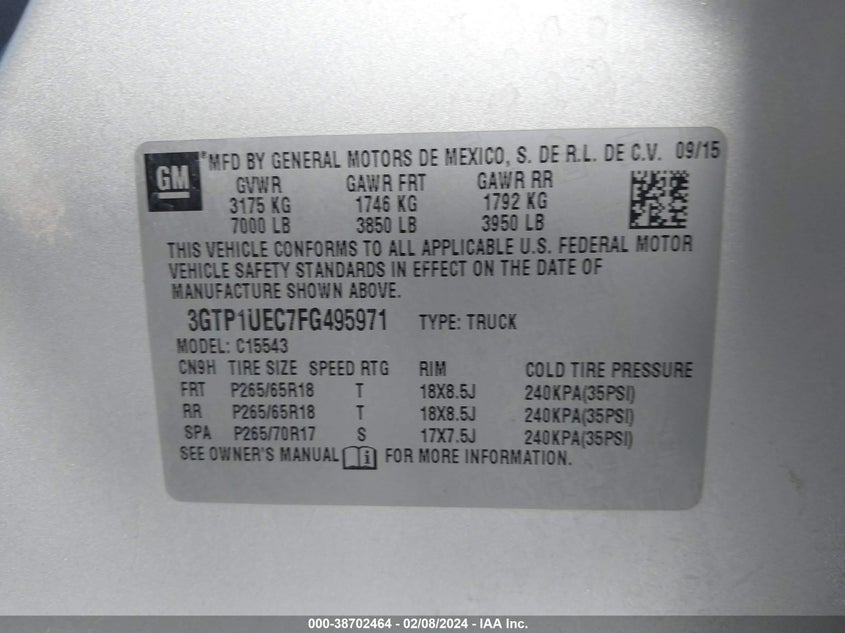 GM ®MFD BY GENERAL MOTORS DE MEXICO, S. DE R.L. DE C.V. 09/15
GVWR GAWR FRT GAWR RR
3175 KG 1746 KG 1792 KG
7000 LB 3850 LB 3950 LB
THIS VEHICLE CONFORMS TO ALL APPLICABLE U.S. FEDERAL MOTOR
VEHICLE SAFETY STANDARDS IN EFFECT ON THE DATE OF
MANUFACTURE SHOWN ABOVE.
3GTP1UEC7FG495971 TYPE: TRUCK
MODEL: C15543
CN9H TIRE SIZE SPEED RTG RIM COLD TIRE PRESSURE
FRT P265/65R18 T 18X8.5J 240KPA(35PSI)
RR P265/65R18 T 18X8.5J 240KPA(35PSI)
SPA P265/70R17 S 17X7.5J 240KPA(35PSI)
SEE OWNER'S MANUAL i FOR MORE INFORMATION.
000-38702464 - 02/08/2024 - IAA Inc.